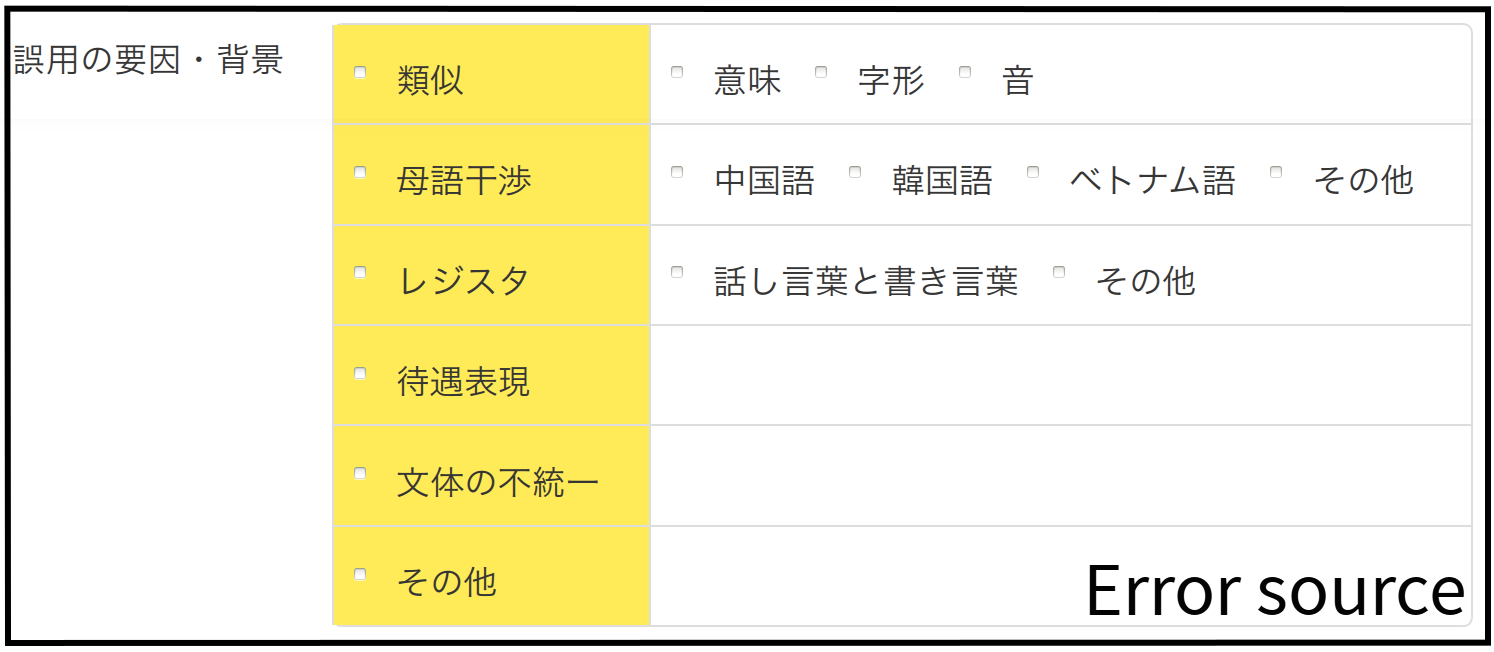 誤用の要因・背景
類似 意味 字形 音
母語干渉 中国語 韓国語 ベトナム語 その他
レジスタ 話し言葉と書き言葉 その他
待遇表現
文体の不統一
その他
Error source